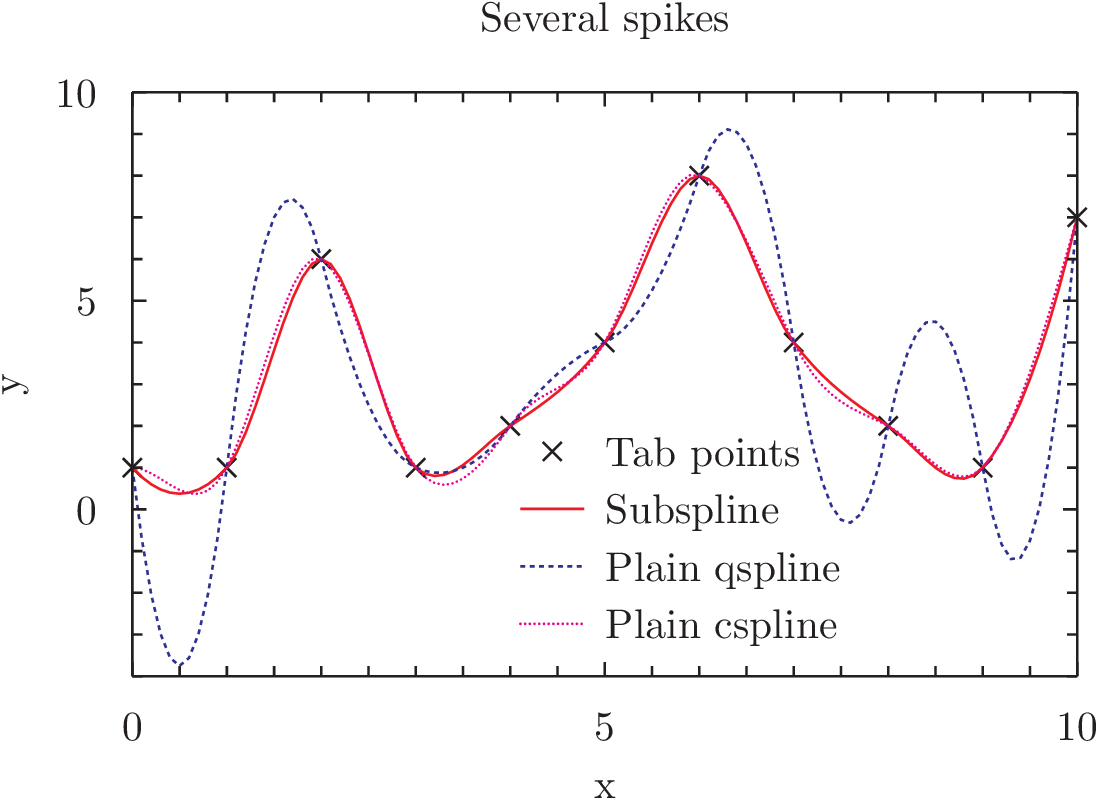 Several spikes
10
5
0
y
Tab points
Subspline
Plain qspline
Plain cspline
0 5 10
x